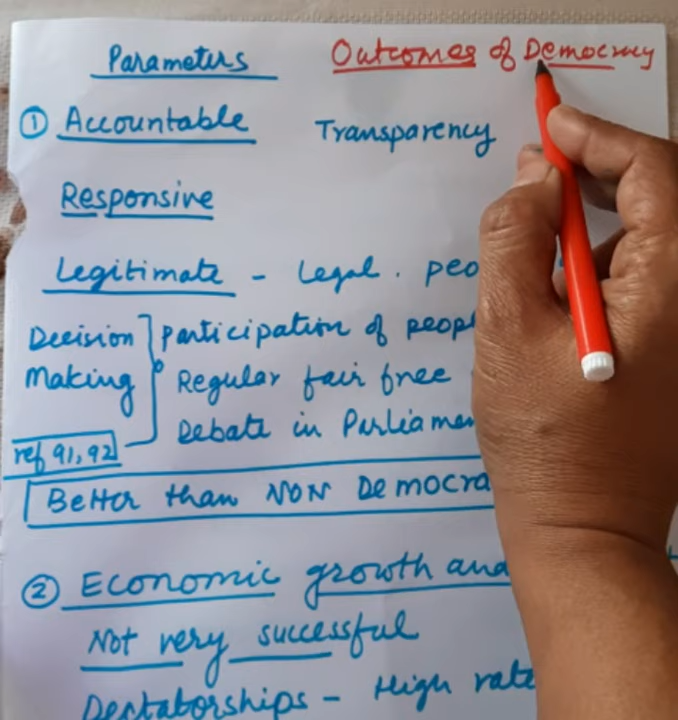 Parameters Outcomes of Democracy
① Accountable Transparency
Responsive
Legitimate - Legal. peo
Decision Participation of peopl
Making Regular fair free
Debate in Parliamen
ref 91, 92
Better than NON DEMOCRA
② Economic growth and
Not very successful
Dectatorships - High rate